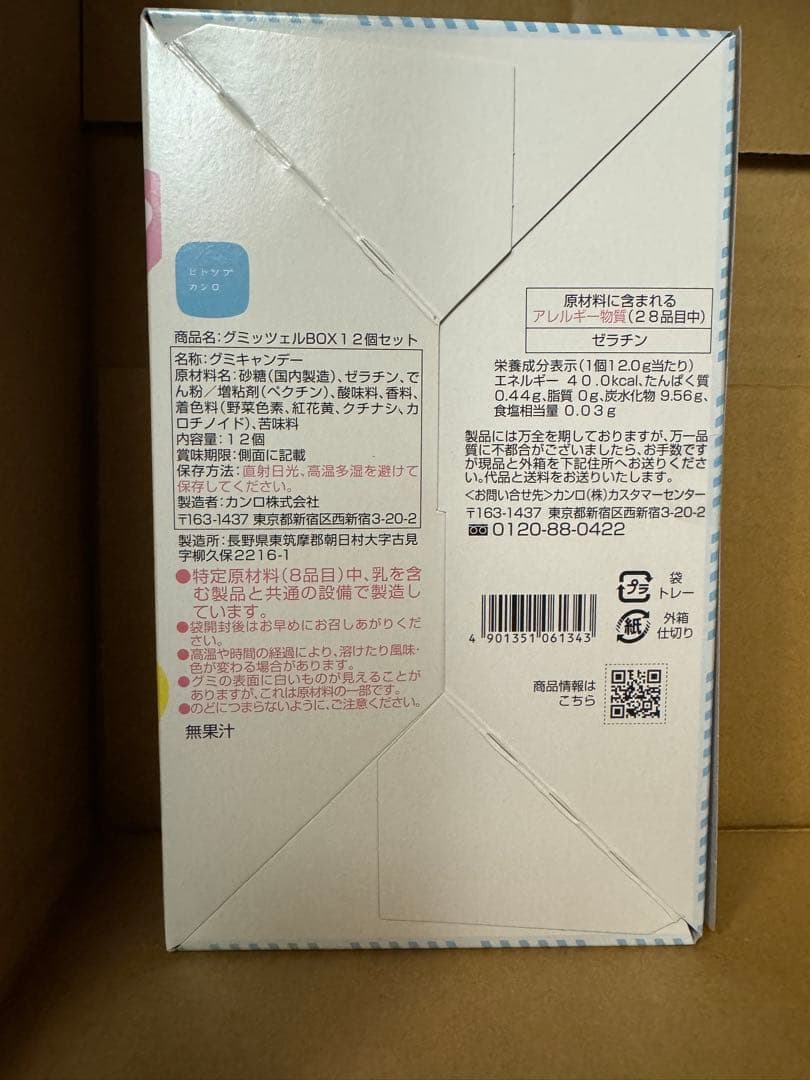 ヒトツブ
カンロ
商品名:グミッツェルBOX12個セット
名称:グミキャンデー
原材料名:砂糖(国内製造)、ゼラチン、で
ん粉/増粘剤(ペクチン)、酸味料、香料、
着色料(野菜色素、紅花黄、クチナシ、カ
ロチノイド)、苦味料
内容量:12個
賞味期限:側面に記載
保存方法:直射日光、高温多湿を避けて
保存してください。
製造者:カンロ株式会社
〒163-1437 東京都新宿区西新宿3-20-2
製造所:長野県東筑摩郡朝日村大字古見
字柳久保2216-1
●特定原材料(8品目)中、乳を含
む製品と共通の設備で製造し
ています。
●袋開封後はお早めにお召しあがりくだ
さい。
●高温や時間の経過により、溶けたり風味・
色が変わる場合があります。
●グミの表面に白いものが見えることが
ありますが、これは原材料の一部です。
●のどにつまらないように、ご注意ください。
無果汁
原材料に含まれる
アレルギー物質(28品目中)
ゼラチン
栄養成分表示(1個12.0g当たり)
エネルギー 40.0kcal、たんぱく質
0.44g、脂質 0g、炭水化物 9.56g、
食塩相当量 0.03g
製品には万全を期しておりますが、万一品
質に不都合がございましたら、お手数です
が現品と外箱を下記住所へお送りくださ
い。代品と送料をお送りいたします。
<お問い合せ先>カンロ(株)カスタマーセンター
〒163-1437 東京都新宿区西新宿3-20-2
0120-88-0422
プラ
袋
トレー
紙
外箱
仕切り
4 901351 061343
商品情報は
こちら